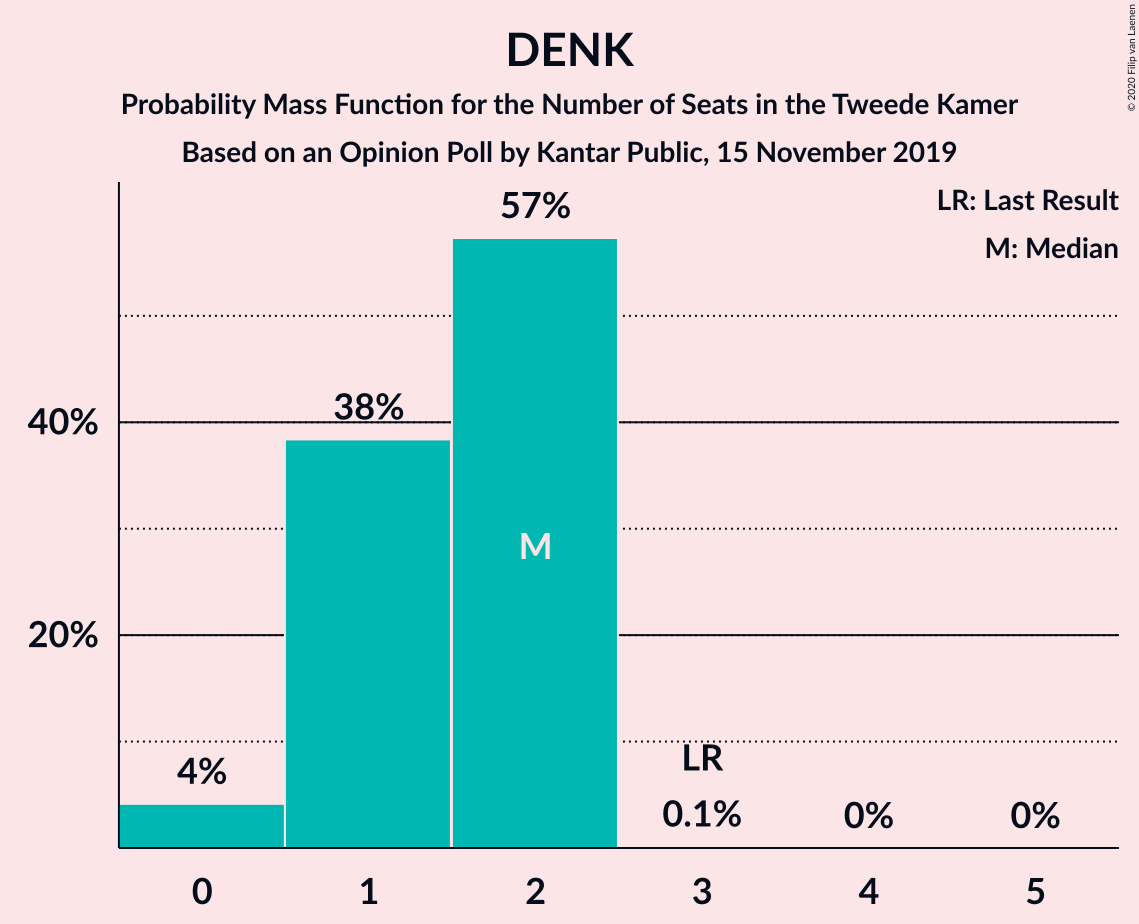 DENK
Probability Mass Function for the Number of Seats in the Tweede Kamer
Based on an Opinion Poll by Kantar Public, 15 November 2019
© 2020 Filip van Laenen
LR: Last Result
M: Median
57%
38%
40%
M
20%
LR
4%
0.1%
0%
0%
0
1
2
3
4
5